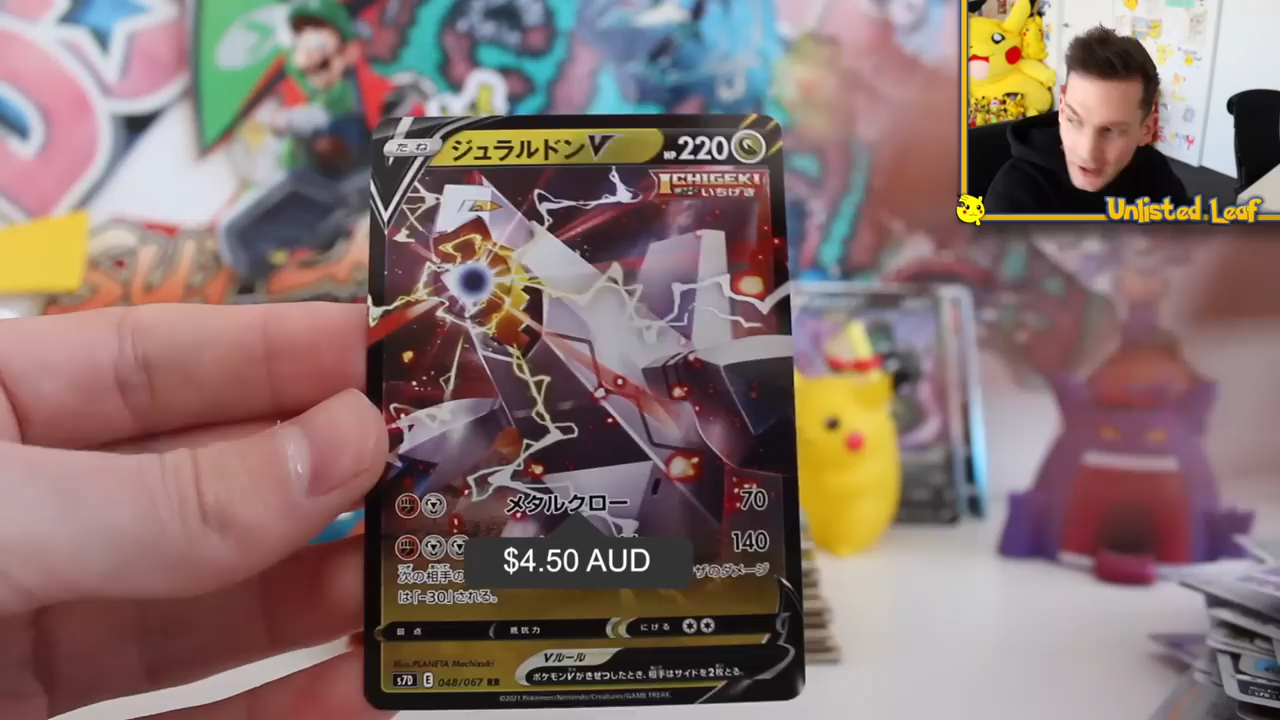 たね ジュラルドンV HP 220
ICHIGEKI
いちげき
Unlisted Leaf
メタルクロー 70
140
$4.50 AUD
次の相手の ザのダメージ
は「-30」される。
弱点 抵抗力 にげる
Illus. PLANETA Mochizuki
Vルール
ポケモンVがきぜつしたとき、相手はサイドを2枚とる。
s7D E 048/067 RR
©2021 Pokémon/Nintendo/Creatures/GAME FREAK.